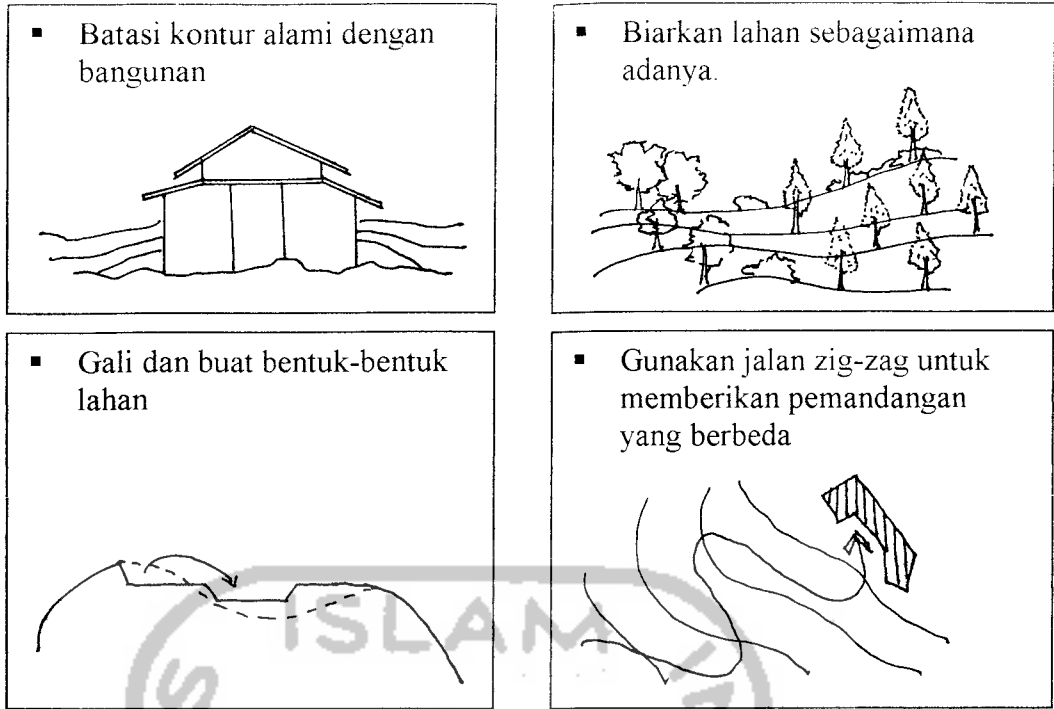 ▪ Batasi kontur alami dengan
bangunan
▪ Biarkan lahan sebagaimana
adanya.
▪ Gali dan buat bentuk-bentuk
lahan
▪ Gunakan jalan zig-zag untuk
memberikan pemandangan
yang berbeda
ISLAM